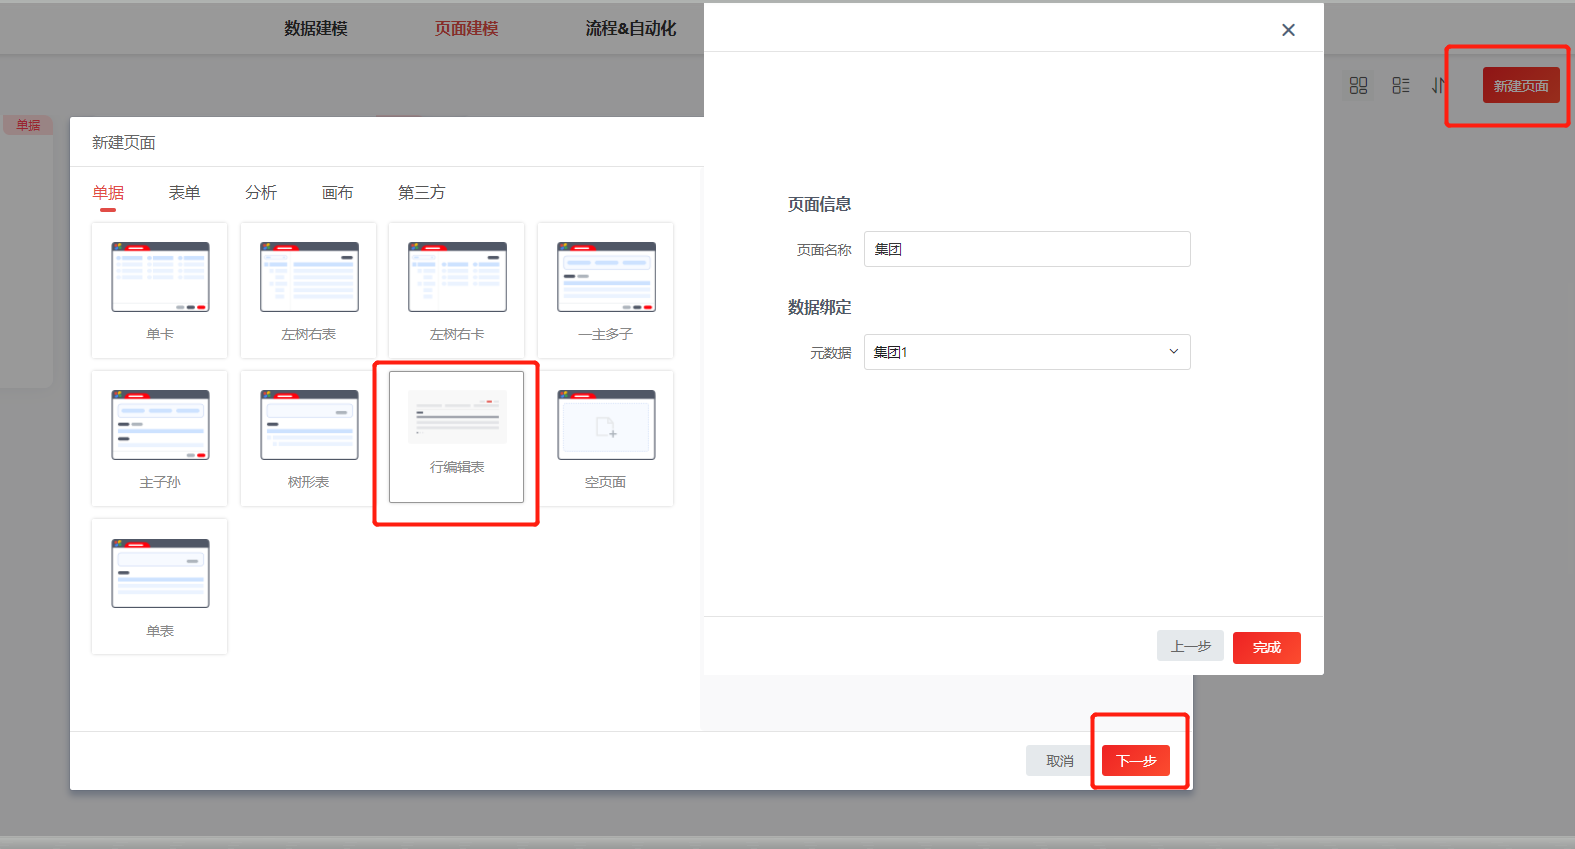 数据建模
页面建模
流程&自动化
新建页面
单据
新建页面
单据
表单
分析
画布
第三方
单卡
左树右表
左树右卡
一主多子
主子孙
树形表
行编辑表
空页面
单表
页面信息
页面名称
集团
数据绑定
元数据
集团1
上一步
完成
取消
下一步